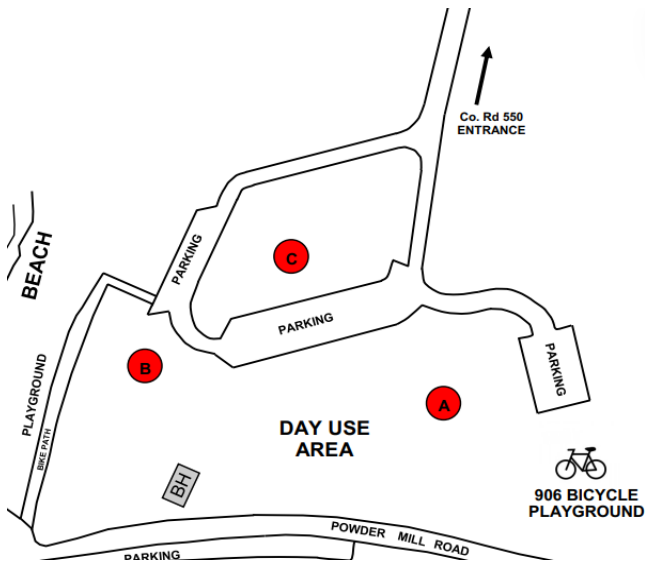 Co. Rd 550
ENTRANCE
BEACH
PARKING
C
PARKING
PLAYGROUND
BIKE PATH
B
A
PARKING
DAY USE
AREA
BH
906 BICYCLE
PLAYGROUND
POWDER MILL ROAD
PARKING